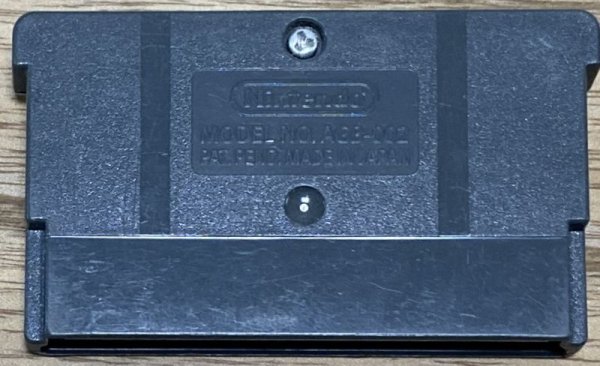 Nintendo
MODEL NO. AGB-002
PAT. PEND. MADE IN JAPAN